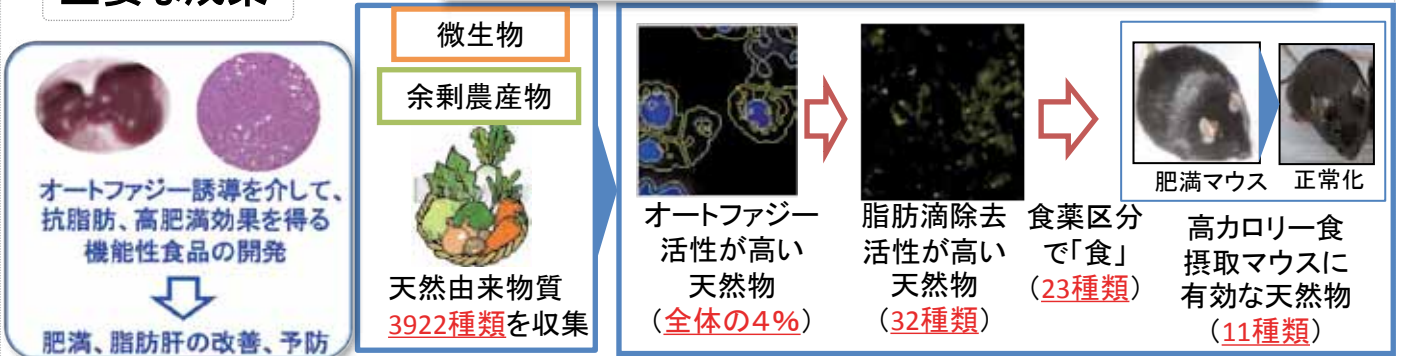 主要な成果
オートファジー誘導を介して、
抗脂肪、高肥満効果を得る
機能性食品の開発
肥満、脂肪肝の改善、予防
微生物
余剰農産物
天然由来物質
3922種類を収集
オートファジー
活性が高い
天然物
（全体の4%）
脂肪滴除去
活性が高い
天然物
（32種類）
食薬区分
で「食」
（23種類）
肥満マウス
正常化
高カロリー食
摂取マウスに
有効な天然物
（11種類）